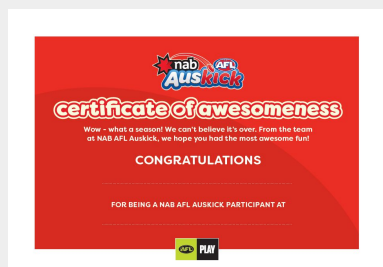 nab AFL
Auskick
certificate of awesomeness
Wow - what a season! We can't believe it's over. From the team
at NAB AFL Auskick, we hope you had the most awesome fun!
CONGRATULATIONS
FOR BEING A NAB AFL AUSKICK PARTICIPANT AT
AFL PLAY